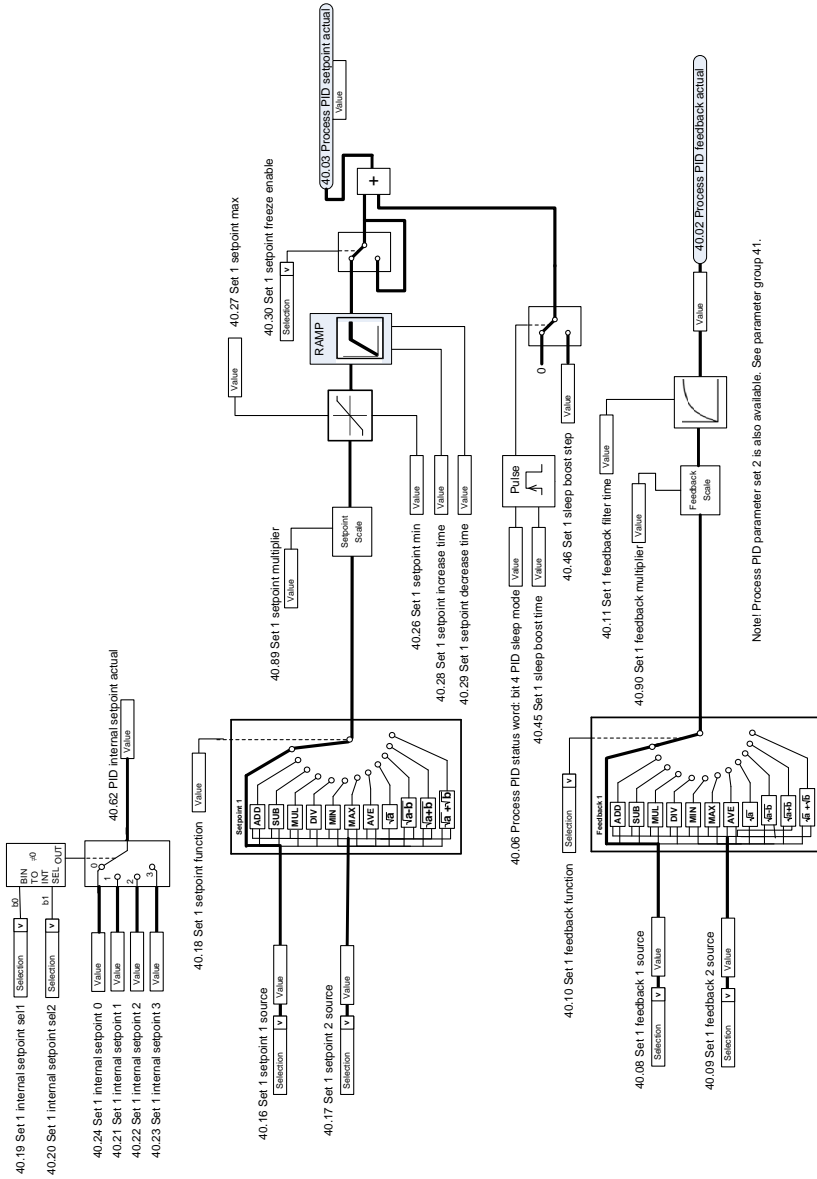 40.19 Set 1 internal setpoint sel1
Selection v
b0
40.20 Set 1 internal setpoint sel2
Selection v
b1
BIN
TO
INT
SEL
≠0
OUT
40.24 Set 1 internal setpoint 0
Value
0
40.21 Set 1 internal setpoint 1
Value
1
40.22 Set 1 internal setpoint 2
Value
2
40.23 Set 1 internal setpoint 3
Value
3
40.62 PID internal setpoint actual
Value
40.18 Set 1 setpoint function
Value
40.16 Set 1 setpoint 1 source
Selection v
Value
40.17 Set 1 setpoint 2 source
Selection v
Value
Setpoint 1
ADD
SUB
MUL
DIV
MIN
MAX
AVE
√a
√a-b
√a+b
√a +√b
40.89 Set 1 setpoint multiplier
Value
Setpoint
Scale
40.27 Set 1 setpoint max
Value
40.26 Set 1 setpoint min
Value
40.28 Set 1 setpoint increase time
Value
40.29 Set 1 setpoint decrease time
Value
RAMP
40.30 Set 1 setpoint freeze enable
Selection v
+
40.03 Process PID setpoint actual
Value
40.06 Process PID status word: bit 4 PID sleep mode
Value
40.45 Set 1 sleep boost time
Value
Pulse
0
40.46 Set 1 sleep boost step
Value
40.10 Set 1 feedback function
Selection v
40.08 Set 1 feedback 1 source
Selection v
Value
40.09 Set 1 feedback 2 source
Selection v
Value
Feedback 1
ADD
SUB
MUL
DIV
MIN
MAX
AVE
√a
√a-b
√a+b
√a +√b
40.90 Set 1 feedback multiplier
Value
Feedback
Scale
40.11 Set 1 feedback filter time
Value
Value
40.02 Process PID feedback actual
Note! Process PID parameter set 2 is also available. See parameter group 41.